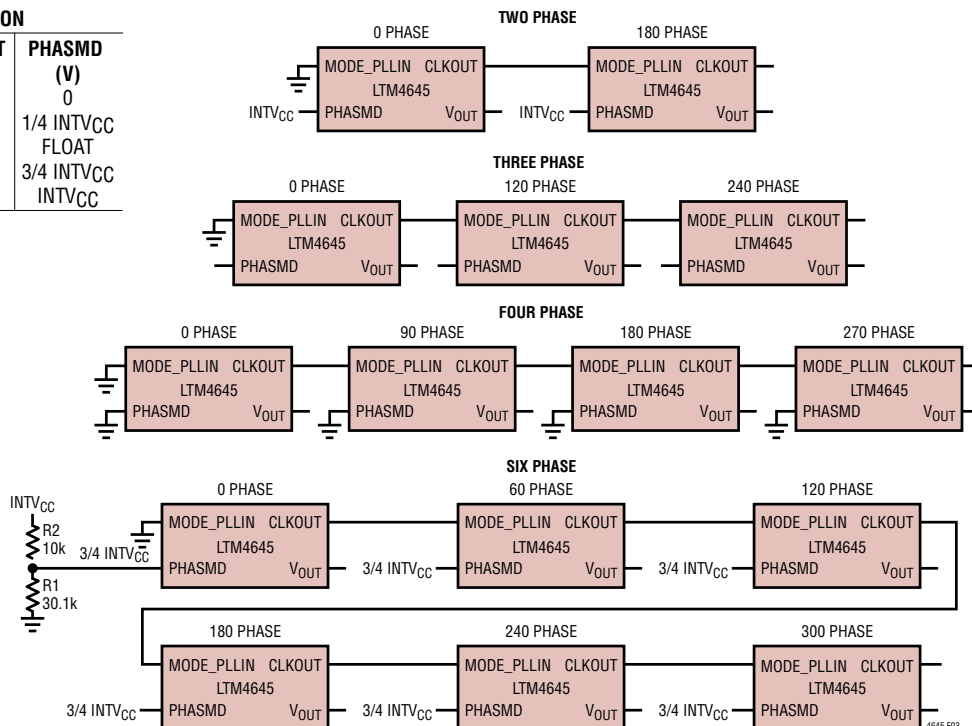 ON
T PHASMD
(V)
0
1/4 INTVCC
FLOAT
3/4 INTVCC
INTVCC
TWO PHASE
0 PHASE 180 PHASE
MODE_PLLIN CLKOUT MODE_PLLIN CLKOUT
LTM4645 LTM4645
INTVCC PHASMD VOUT INTVCC PHASMD VOUT
THREE PHASE
0 PHASE 120 PHASE 240 PHASE
MODE_PLLIN CLKOUT MODE_PLLIN CLKOUT MODE_PLLIN CLKOUT
LTM4645 LTM4645 LTM4645
PHASMD VOUT PHASMD VOUT PHASMD VOUT
FOUR PHASE
0 PHASE 90 PHASE 180 PHASE 270 PHASE
MODE_PLLIN CLKOUT MODE_PLLIN CLKOUT MODE_PLLIN CLKOUT MODE_PLLIN CLKOUT
LTM4645 LTM4645 LTM4645 LTM4645
PHASMD VOUT PHASMD VOUT PHASMD VOUT PHASMD VOUT
SIX PHASE
0 PHASE 60 PHASE 120 PHASE
INTVCC
R2
10k
MODE_PLLIN CLKOUT MODE_PLLIN CLKOUT MODE_PLLIN CLKOUT
LTM4645 LTM4645 LTM4645
3/4 INTVCC PHASMD VOUT 3/4 INTVCC PHASMD VOUT 3/4 INTVCC PHASMD VOUT
R1
30.1k
180 PHASE 240 PHASE 300 PHASE
MODE_PLLIN CLKOUT MODE_PLLIN CLKOUT MODE_PLLIN CLKOUT
LTM4645 LTM4645 LTM4645
3/4 INTVCC PHASMD VOUT 3/4 INTVCC PHASMD VOUT 3/4 INTVCC PHASMD VOUT
4645 F03